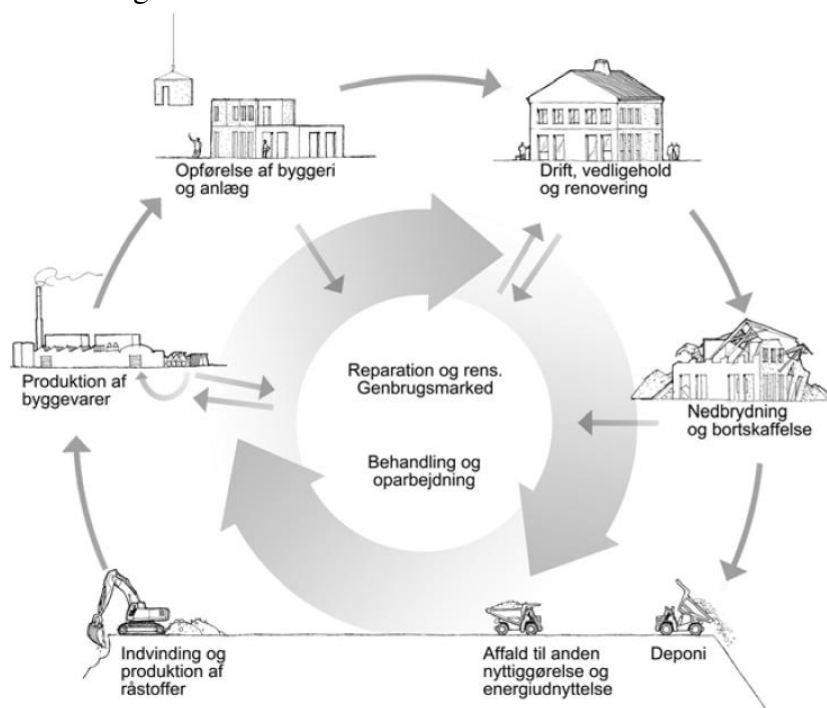 Opførelse af byggeri
og anlæg
Drift, vedligehold
og renovering
Produktion af
byggevarer
Reparation og rens.
Genbrugsmarked
Nedbrydning
og bortskaffelse
Behandling og
oparbejdning
Indvinding og
produktion af
råstoffer
Affald til anden
nyttiggørelse og
energiudnyttelse
Deponi